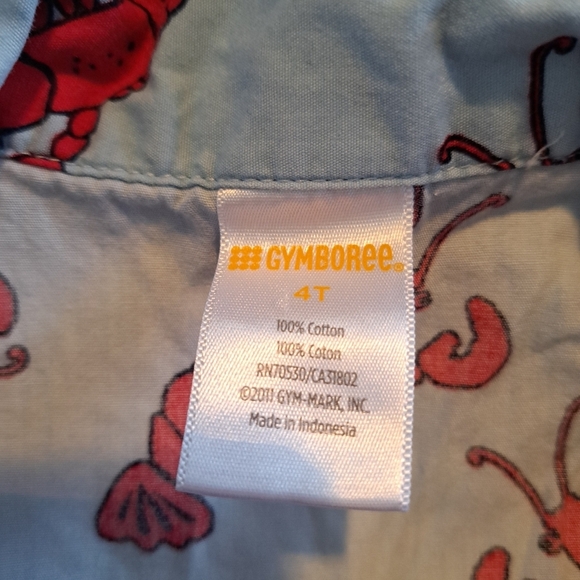 GYMBOREE®
4T
100% Cotton
100% Coton
RN70530/CA31802
©2011 GYM-MARK, INC.
Made in Indonesia